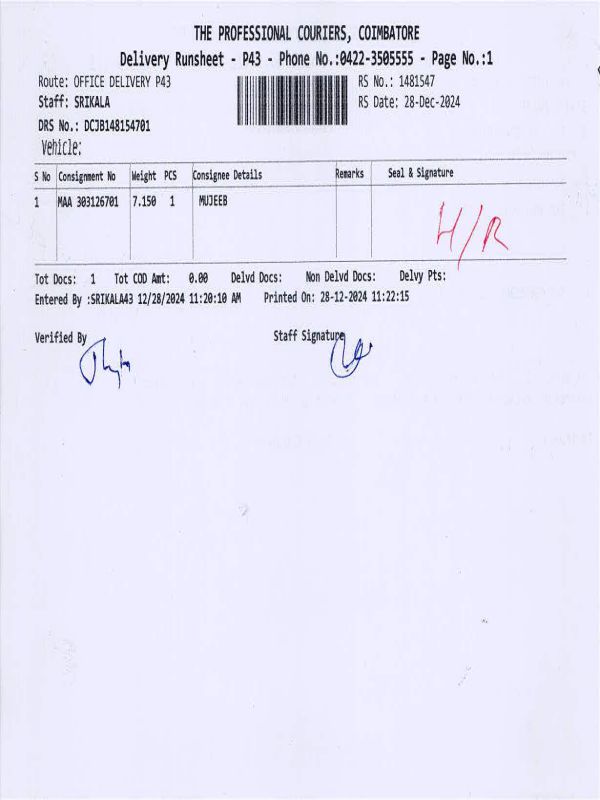 THE PROFESSIONAL COURIERS, COIMBATORE
Delivery Runsheet - P43 - Phone No.:0422-3505555 - Page No.:1
Route: OFFICE DELIVERY P43 RS No.: 1481547
Staff: SRIKALA RS Date: 28-Dec-2024
DRS No.: DCJB148154701
Vehicle:
S No Consignment No Weight PCS Consignee Details Remarks Seal & Signature
1 MAA 303126701 7.150 1 MUJEEB
H/R
Tot Docs: 1 Tot COD Amt: 0.00 Delvd Docs: Non Delvd Docs: Delvy Pts:
Entered By :SRIKALA43 12/28/2024 11:20:10 AM Printed On: 28-12-2024 11:22:15
Verified By Staff Signature